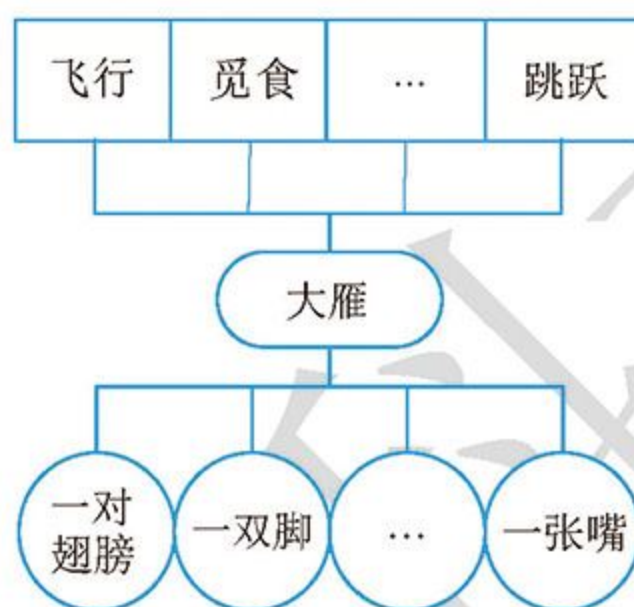 飞行 觅食 … 跳跃
大雁
一对
翅膀
一双脚
…
一张嘴